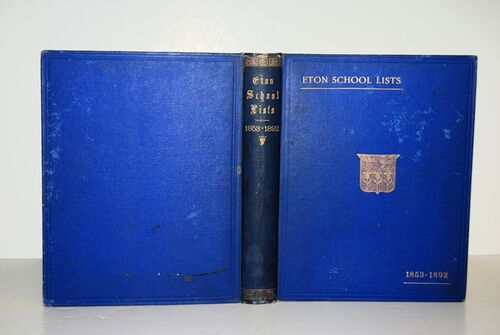 Eton
School
Lists
1853-1892
ETON SCHOOL LISTS
1853-1892